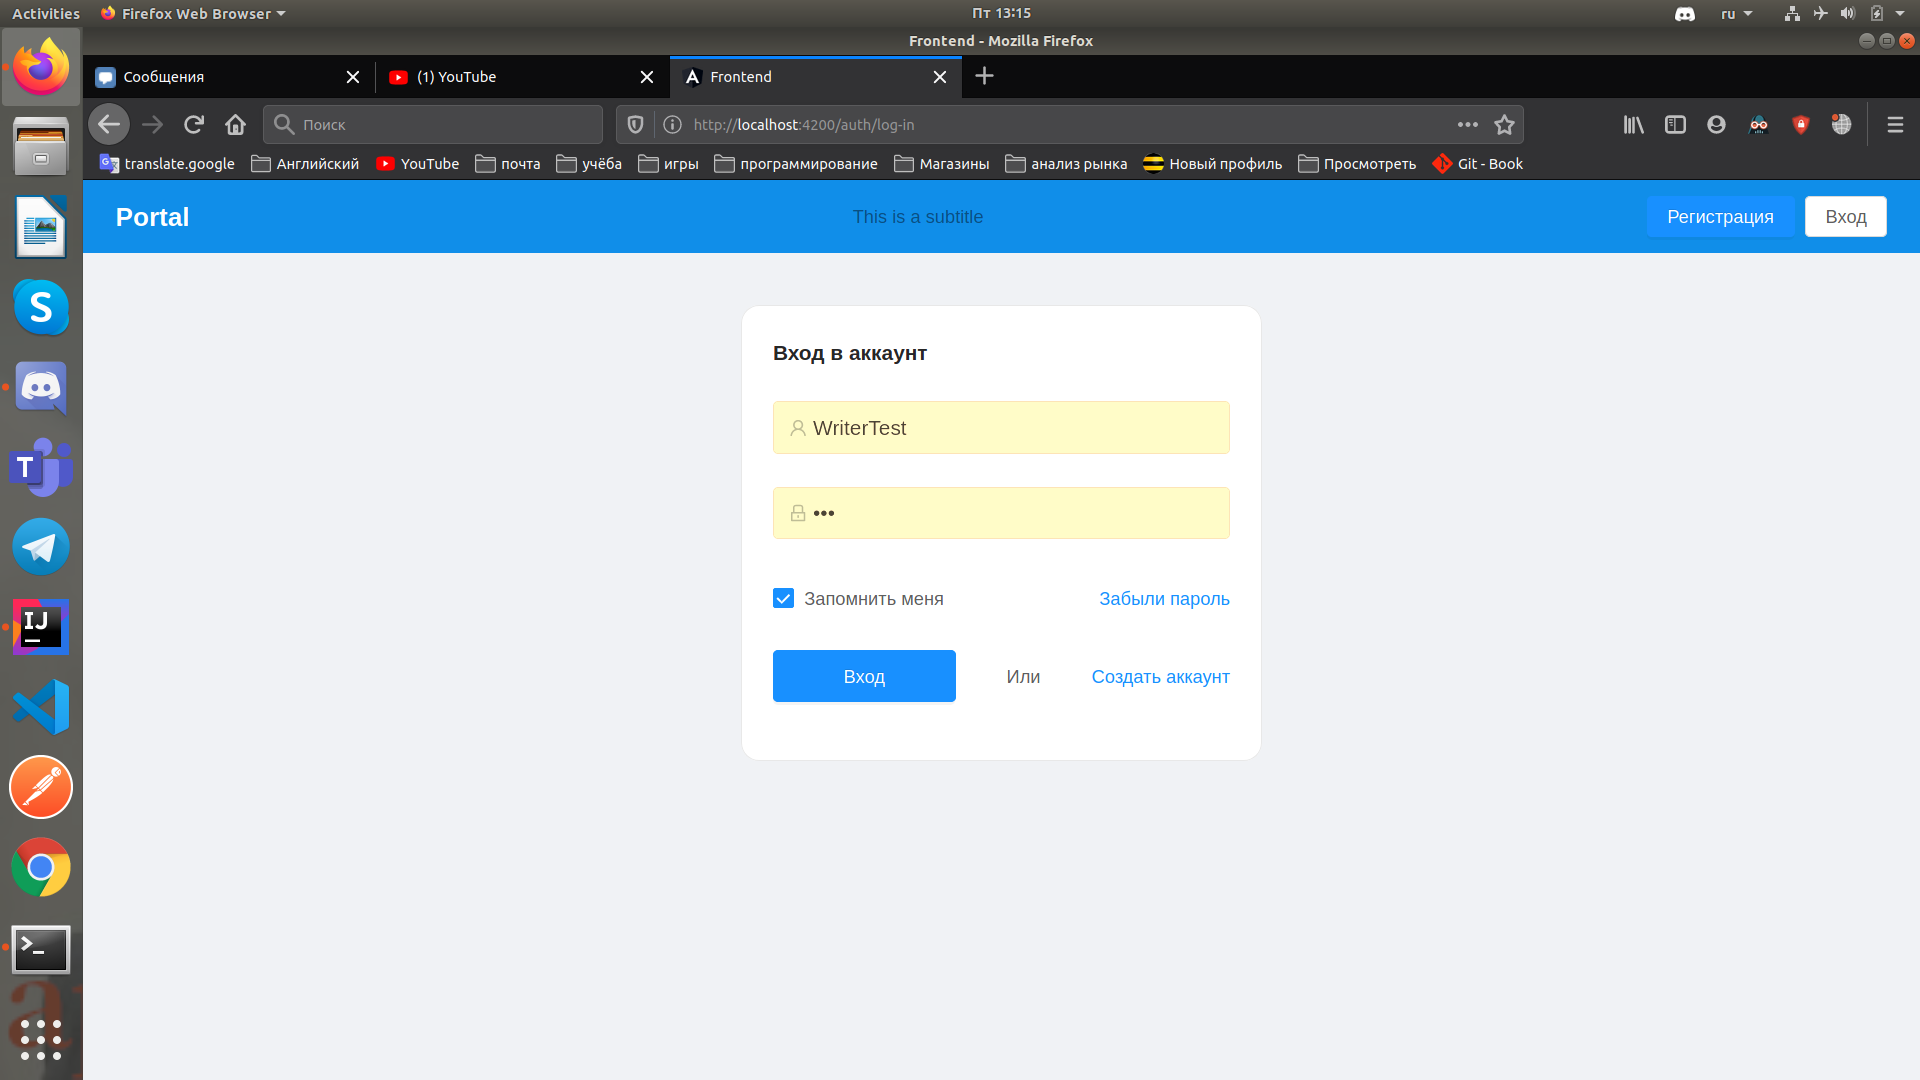 Activities Firefox Web Browser Пт 13:15 ru
Frontend - Mozilla Firefox
Сообщения (1) YouTube Frontend
Поиск http://localhost:4200/auth/log-in
translate.google Английский YouTube почта учёба игры программирование Магазины анализ рынка Новый профиль Просмотреть Git - Book
Portal This is a subtitle Регистрация Вход
Вход в аккаунт
WriterTest
•••
Запомнить меня Забыли пароль
Вход Или Создать аккаунт